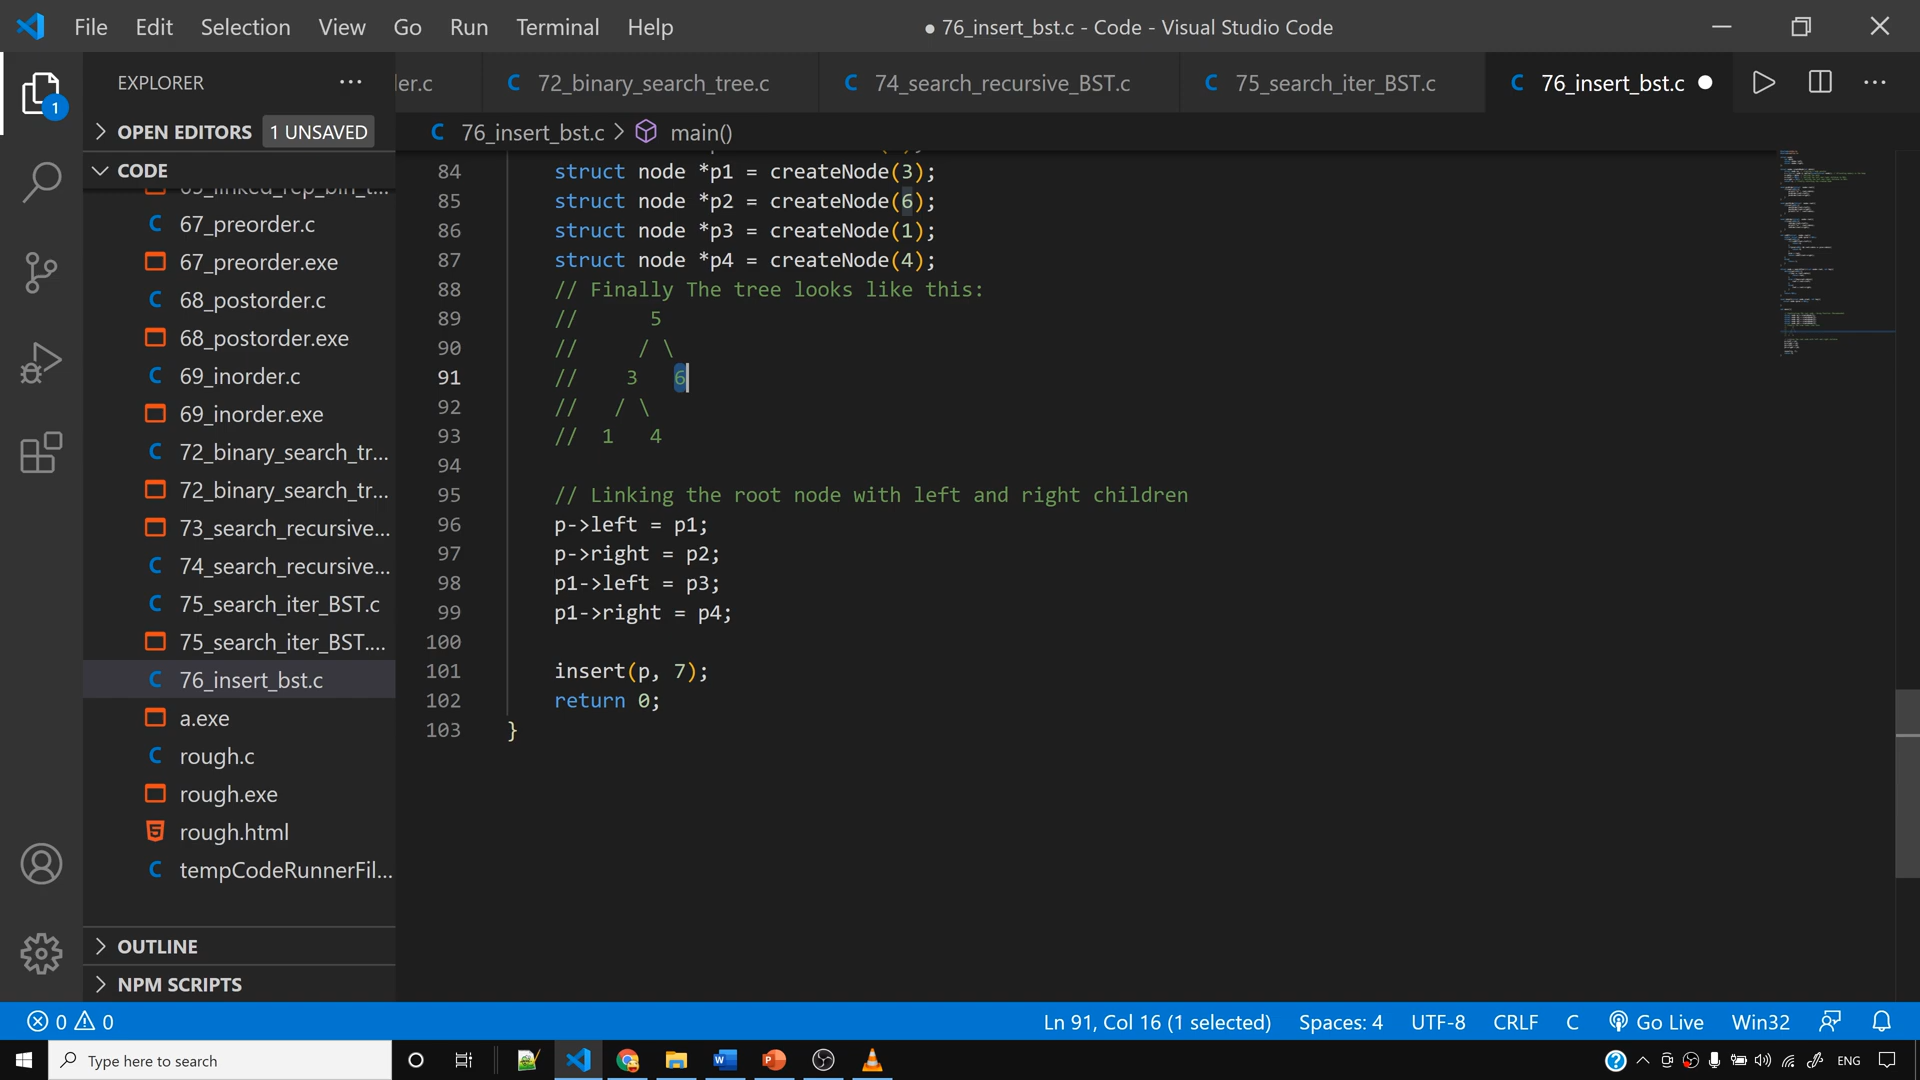 File Edit Selection View Go Run Terminal Help
● 76_insert_bst.c - Code - Visual Studio Code
EXPLORER
1
ler.c
72_binary_search_tree.c
74_search_recursive_BST.c
75_search_iter_BST.c
76_insert_bst.c
OPEN EDITORS 1 UNSAVED
76_insert_bst.c > main()
CODE
67_preorder.c
67_preorder.exe
68_postorder.c
68_postorder.exe
69_inorder.c
69_inorder.exe
72_binary_search_tr...
72_binary_search_tr...
73_search_recursive...
74_search_recursive...
75_search_iter_BST.c
75_search_iter_BST....
76_insert_bst.c
a.exe
rough.c
rough.exe
rough.html
tempCodeRunnerFil...
OUTLINE
NPM SCRIPTS
84 struct node *p1 = createNode(3);
85 struct node *p2 = createNode(6);
86 struct node *p3 = createNode(1);
87 struct node *p4 = createNode(4);
88 // Finally The tree looks like this:
89 //      5
90 //     / \
91 //    3   6
92 //   / \
93 //  1   4
94
95 // Linking the root node with left and right children
96 p->left = p1;
97 p->right = p2;
98 p1->left = p3;
99 p1->right = p4;
100
101 insert(p, 7);
102 return 0;
103 }
0 0
Ln 91, Col 16 (1 selected) Spaces: 4 UTF-8 CRLF C Go Live Win32
Type here to search
ENG